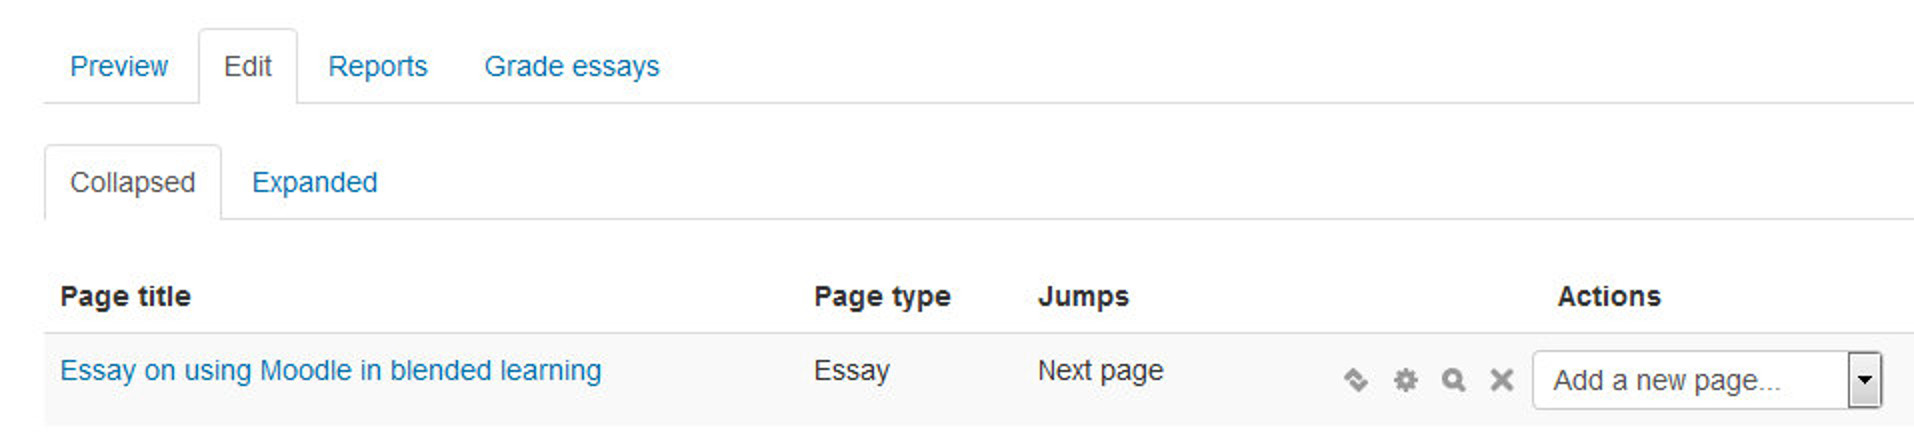 Preview Edit Reports Grade essays
Collapsed Expanded
Page title Page type Jumps Actions
Essay on using Moodle in blended learning Essay Next page Add a new page...